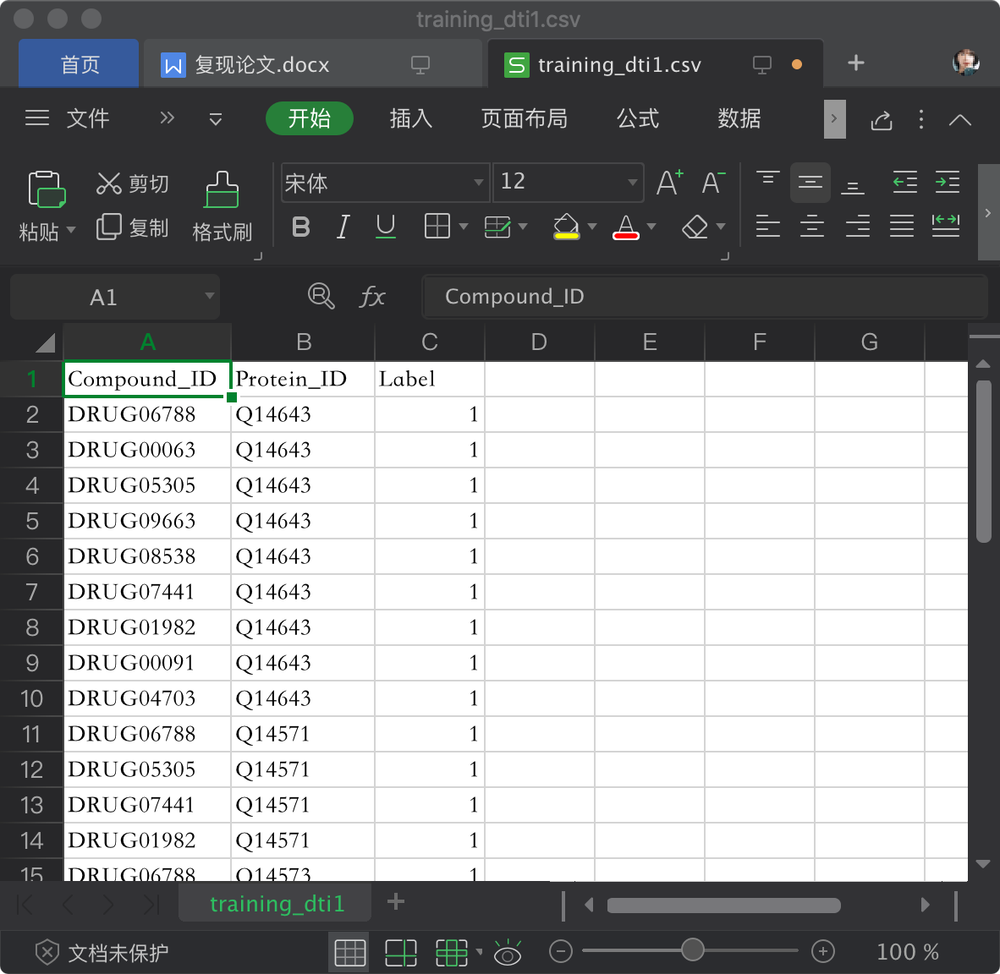 training_dti1.csv
首页
W 复现论文.docx
S training_dti1.csv
文件 开始 插入 页面布局 公式 数据
粘贴 剪切 复制 格式刷
宋体 12 A+ A-
B I U A
A1 fx Compound_ID
A B C D E F G
1 Compound_ID Protein_ID Label
2 DRUG06788 Q14643 1
3 DRUG00063 Q14643 1
4 DRUG05305 Q14643 1
5 DRUG09663 Q14643 1
6 DRUG08538 Q14643 1
7 DRUG07441 Q14643 1
8 DRUG01982 Q14643 1
9 DRUG00091 Q14643 1
10 DRUG04703 Q14643 1
11 DRUG06788 Q14571 1
12 DRUG05305 Q14571 1
13 DRUG07441 Q14571 1
14 DRUG01982 Q14571 1
15 DRUG06788 Q14573 1
training_dti1
文档未保护 100 %